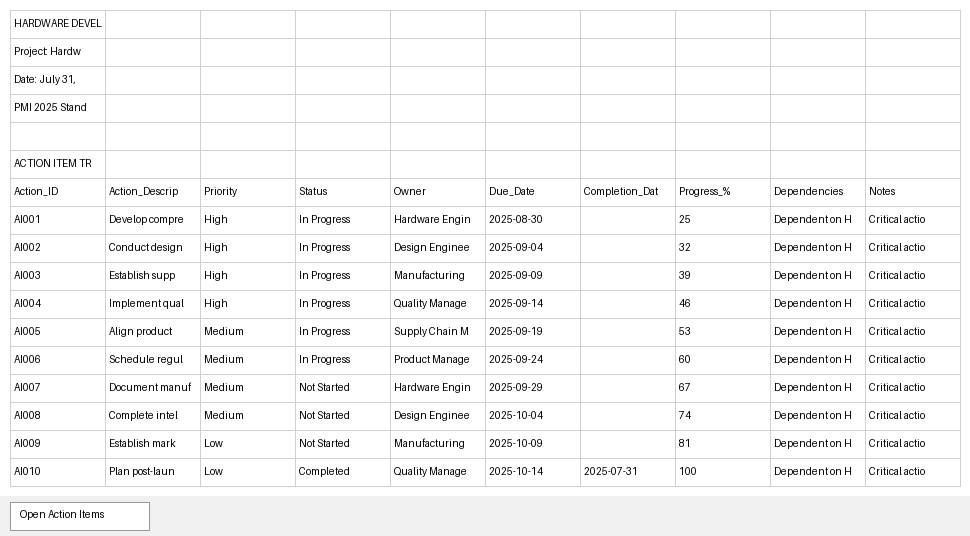 HARDWARE DEVEL
Project: Hardw
Date: July 31,
PMI 2025 Stand
ACTION ITEM TR
Action_ID Action_Descrip Priority Status Owner Due_Date Completion_Dat Progress_% Dependencies Notes
AI001 Develop compre High In Progress Hardware Engin 2025-08-30 25 Dependent on H Critical actio
AI002 Conduct design High In Progress Design Enginee 2025-09-04 32 Dependent on H Critical actio
AI003 Establish supp High In Progress Manufacturing 2025-09-09 39 Dependent on H Critical actio
AI004 Implement qual High In Progress Quality Manage 2025-09-14 46 Dependent on H Critical actio
AI005 Align product Medium In Progress Supply Chain M 2025-09-19 53 Dependent on H Critical actio
AI006 Schedule regul Medium In Progress Product Manage 2025-09-24 60 Dependent on H Critical actio
AI007 Document manuf Medium Not Started Hardware Engin 2025-09-29 67 Dependent on H Critical actio
AI008 Complete intel Medium Not Started Design Enginee 2025-10-04 74 Dependent on H Critical actio
AI009 Establish mark Low Not Started Manufacturing 2025-10-09 81 Dependent on H Critical actio
AI010 Plan post-laun Low Completed Quality Manage 2025-10-14 2025-07-31 100 Dependent on H Critical actio
Open Action Items